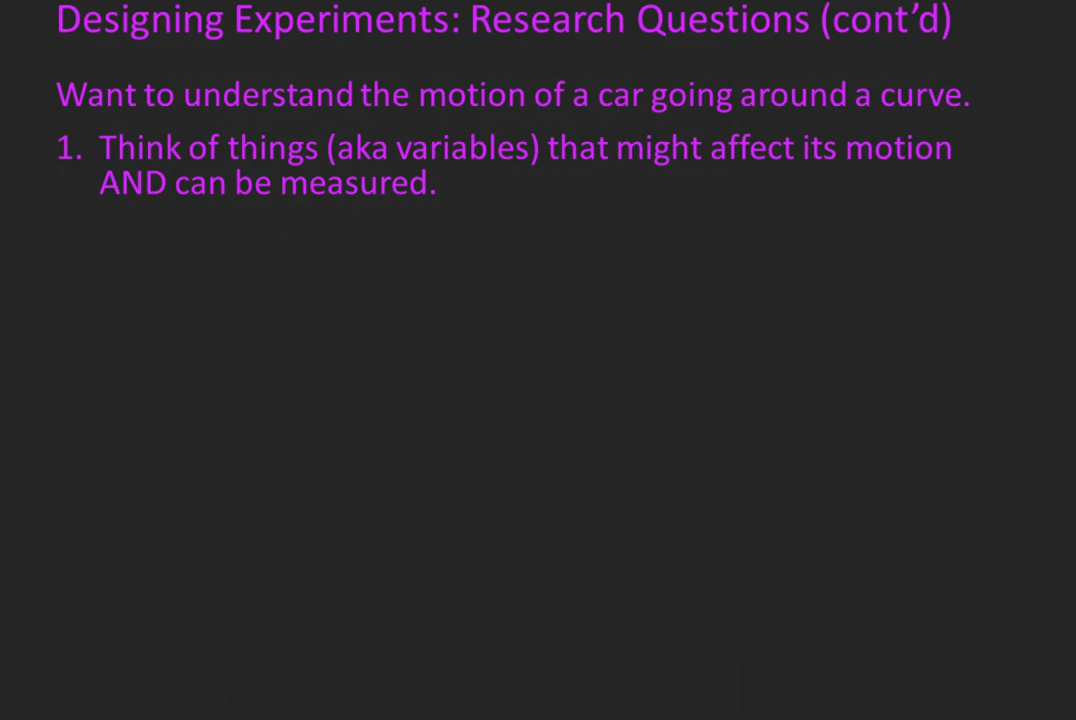 Designing Experiments: Research Questions (cont’d)
Want to understand the motion of a car going around a curve.
1. Think of things (aka variables) that might affect its motion
AND can be measured.